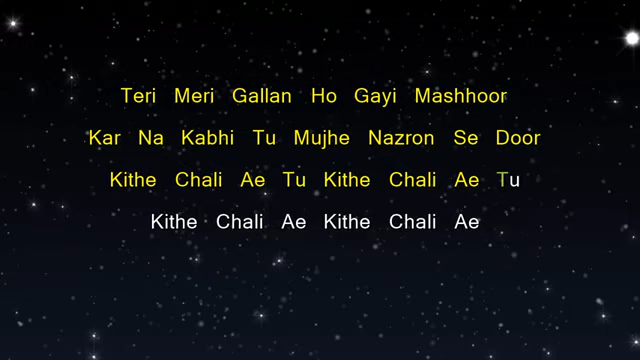 Teri Meri Gallan Ho Gayi Mashhoor
Kar Na Kabhi Tu Mujhe Nazron Se Door
Kithe Chali Ae Tu Kithe Chali Ae Tu
Kithe Chali Ae Kithe Chali Ae